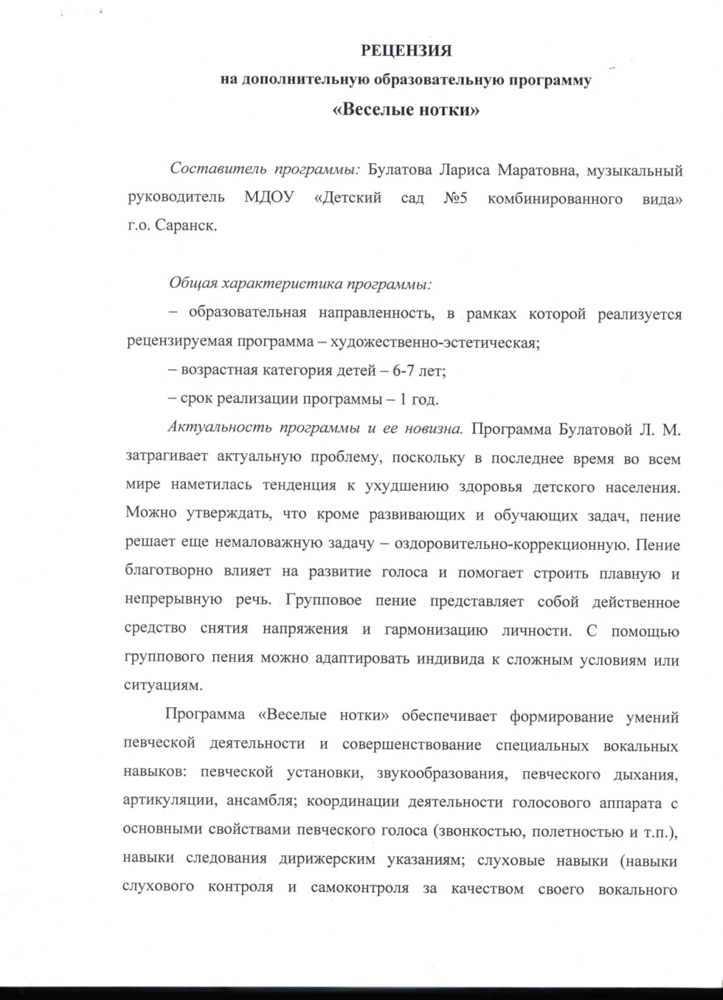 РЕЦЕНЗИЯ
на дополнительную образовательную программу
«Веселые нотки»
Составитель программы: Булатова Лариса Маратовна, музыкальный
руководитель МДОУ «Детский сад №5 комбинированного вида»
г.о. Саранск.
Общая характеристика программы:
– образовательная направленность, в рамках которой реализуется
рецензируемая программа – художественно-эстетическая;
– возрастная категория детей – 6-7 лет;
– срок реализации программы – 1 год.
Актуальность программы и ее новизна. Программа Булатовой Л. М.
затрагивает актуальную проблему, поскольку в последнее время во всем
мире наметилась тенденция к ухудшению здоровья детского населения.
Можно утверждать, что кроме развивающих и обучающих задач, пение
решает еще немаловажную задачу – оздоровительно-коррекционную. Пение
благотворно влияет на развитие голоса и помогает строить плавную и
непрерывную речь. Групповое пение представляет собой действенное
средство снятия напряжения и гармонизацию личности. С помощью
группового пения можно адаптировать индивида к сложным условиям или
ситуациям.
Программа «Веселые нотки» обеспечивает формирование умений
певческой деятельности и совершенствование специальных вокальных
навыков: певческой установки, звукообразования, певческого дыхания,
артикуляции, ансамбля; координации деятельности голосового аппарата с
основными свойствами певческого голоса (звонкостью, полетностью и т.п.),
навыки следования дирижерским указаниям; слуховые навыки (навыки
слухового контроля и самоконтроля за качеством своего вокального